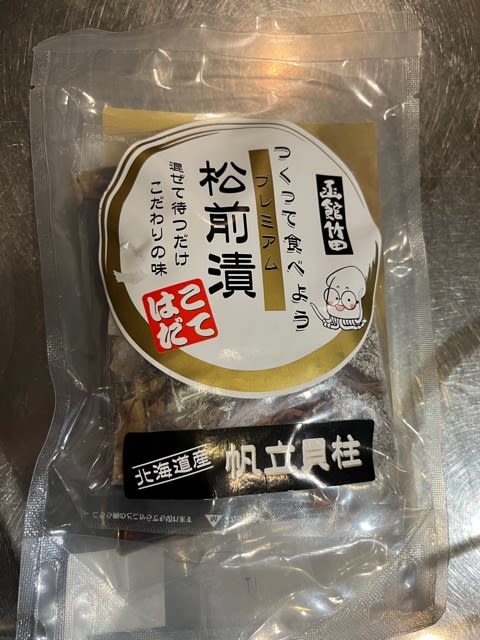 函館竹田
つくって食べよう
プレミアム
松前漬
混ぜて待つだけ
こだわりの味
こて
はだ
北海道産 帆立貝柱